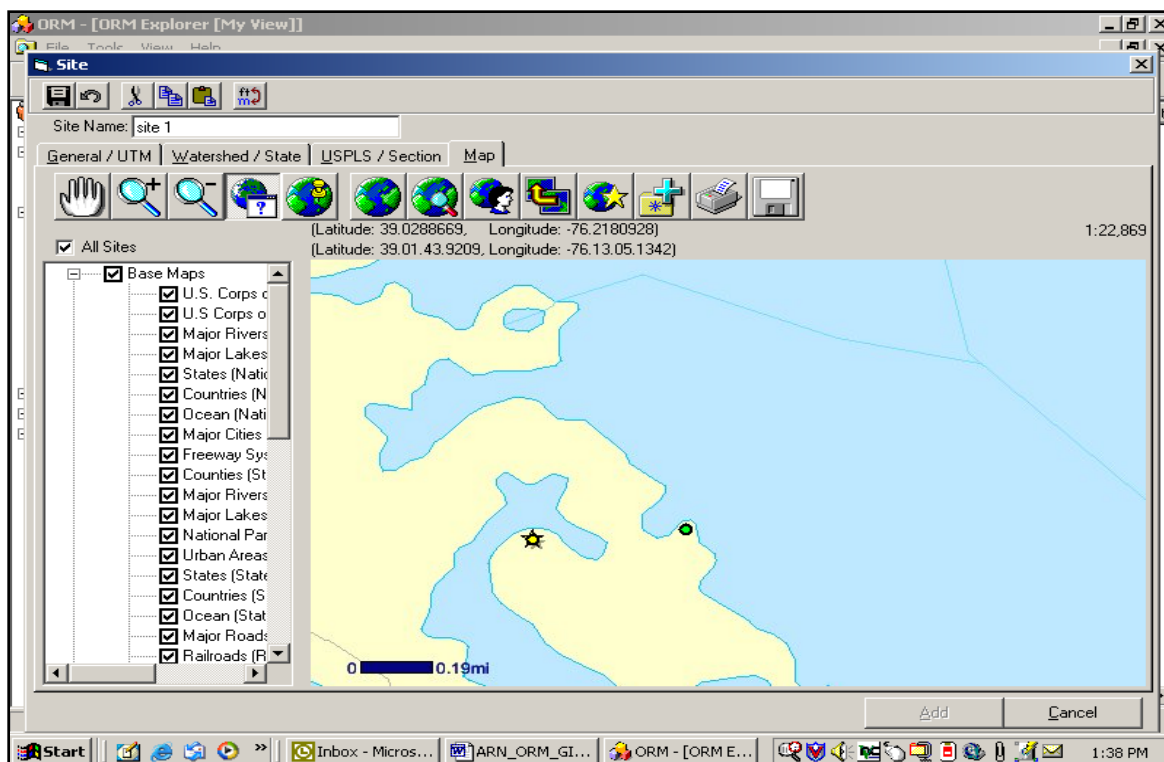 ORM - [ORM Explorer [My View]]
File Tools View Help
Site
Site Name: site 1
General / UTM Watershed / State USPLS / Section Map
(Latitude: 39.0288669, Longitude: -76.2180928) 1:22,869
All Sites (Latitude: 39.01.43.9209, Longitude: -76.13.05.1342)
Base Maps
U.S. Corps o
U.S Corps o
Major Rivers
Major Lakes
States (Natio
Countries (N
Ocean (Nati
Major Cities
Freeway Sys
Counties (St
Major Rivers
Major Lakes
National Par
Urban Areas
States (State
Countries (S
Ocean (Stat
Major Roads
Railroads (R
0 0.19mi
Add Cancel
Start Inbox - Micros... ARN_ORM_GI... ORM - [ORM E... 1:38 PM